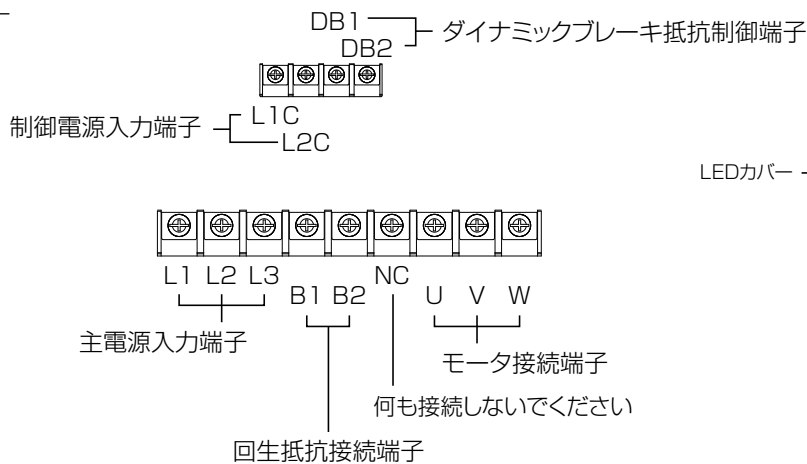 DB1
DB2
ダイナミックブレーキ抵抗制御端子
制御電源入力端子
L1C
L2C
LEDカバー
L1 L2 L3
NC
B1 B2
U V W
主電源入力端子
モータ接続端子
何も接続しないでください
回生抵抗接続端子